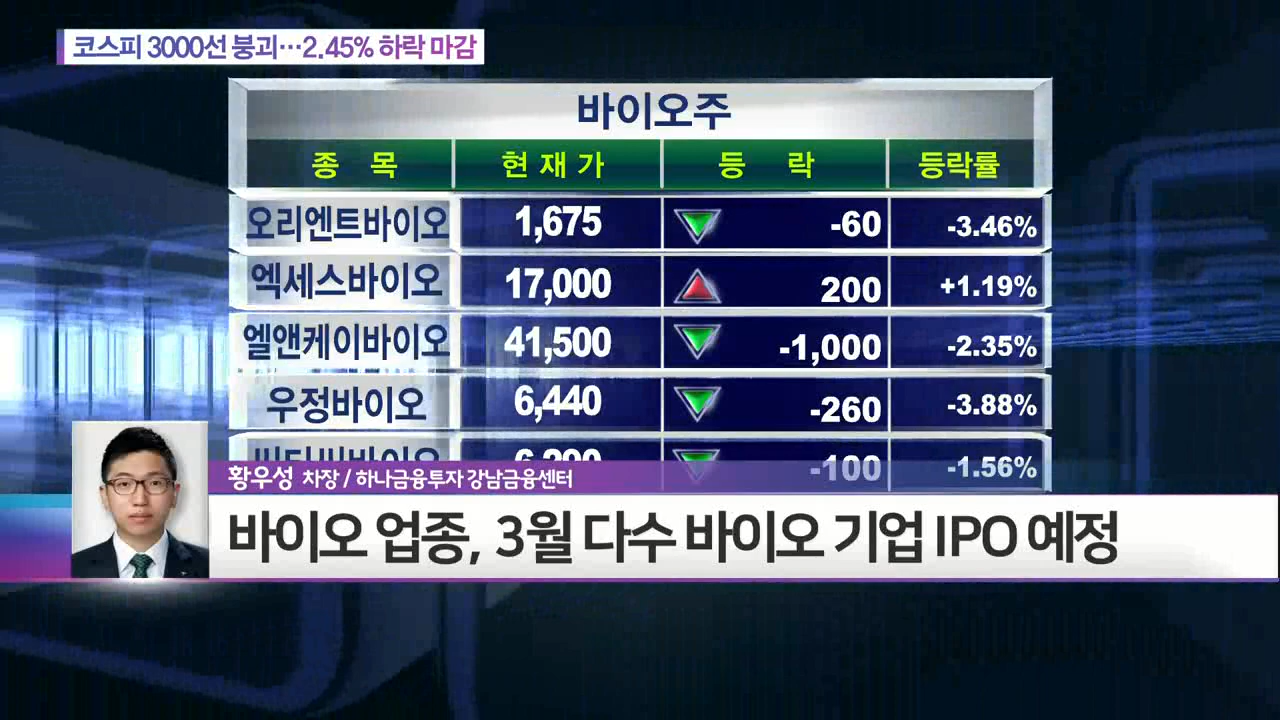 코스피 3000선 붕괴…2.45% 하락 마감
바이오주
종 목 현 재 가 등 락 등락률
오리엔트바이오 1,675 -60 -3.46%
엑세스바이오 17,000 200 +1.19%
엘앤케이바이오 41,500 -1,000 -2.35%
우정바이오 6,440 -260 -3.88%
-100 -1.56%
황우성 차장 / 하나금융투자 강남금융센터
바이오 업종, 3월 다수 바이오 기업 IPO 예정